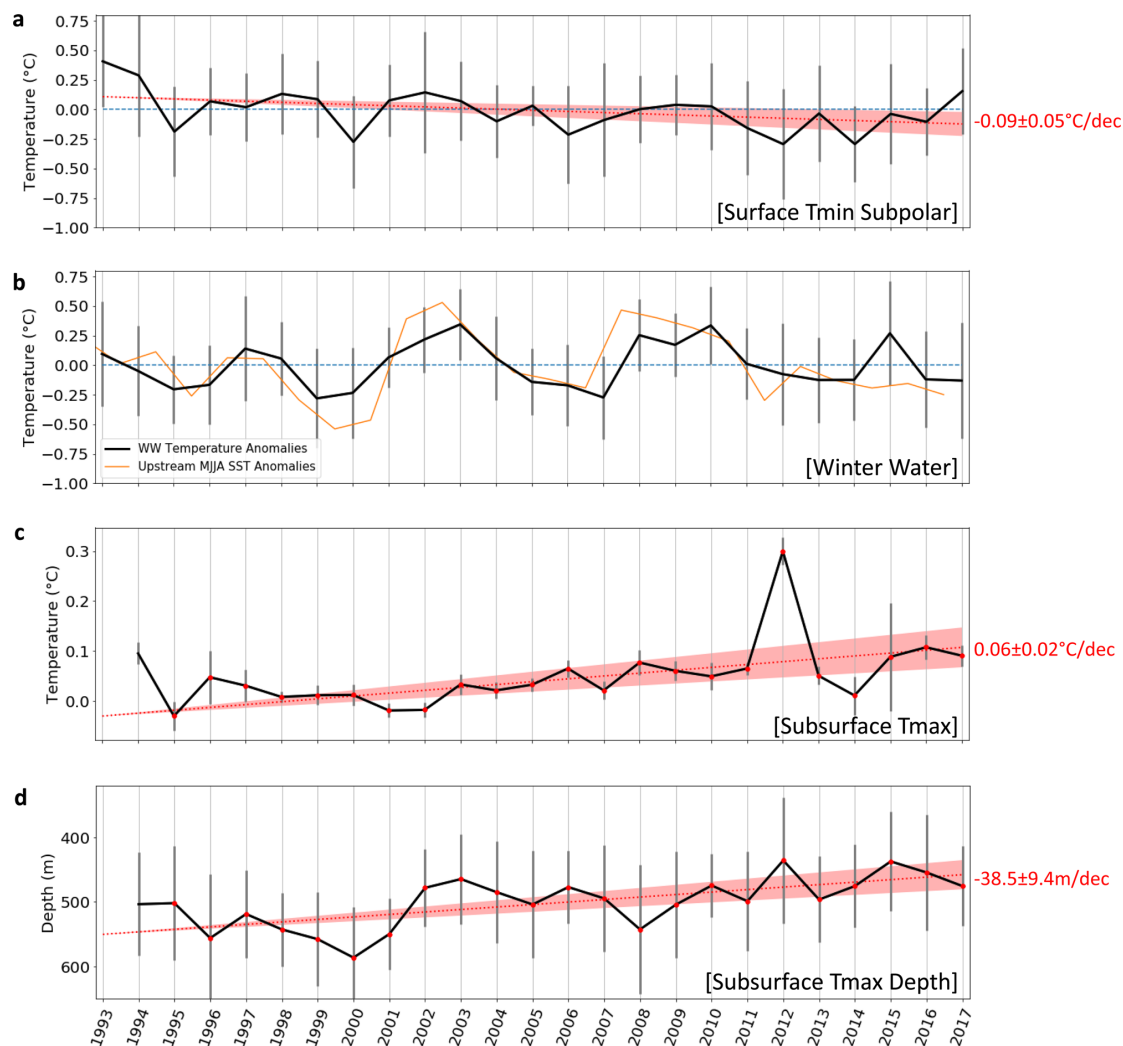 a
0.75
0.50
0.25
0.00
−0.25
−0.50
−0.75
−1.00
Temperature (°C)
-0.09±0.05°C/dec
[Surface Tmin Subpolar]
b
0.75
0.50
0.25
0.00
−0.25
−0.50
−0.75
−1.00
Temperature (°C)
WW Temperature Anomalies
Upstream MJJA SST Anomalies
[Winter Water]
c
0.3
0.2
0.1
0.0
Temperature (°C)
0.06±0.02°C/dec
[Subsurface Tmax]
d
400
500
600
Depth (m)
-38.5±9.4m/dec
[Subsurface Tmax Depth]
1993
1994
1995
1996
1997
1998
1999
2000
2001
2002
2003
2004
2005
2006
2007
2008
2009
2010
2011
2012
2013
2014
2015
2016
2017